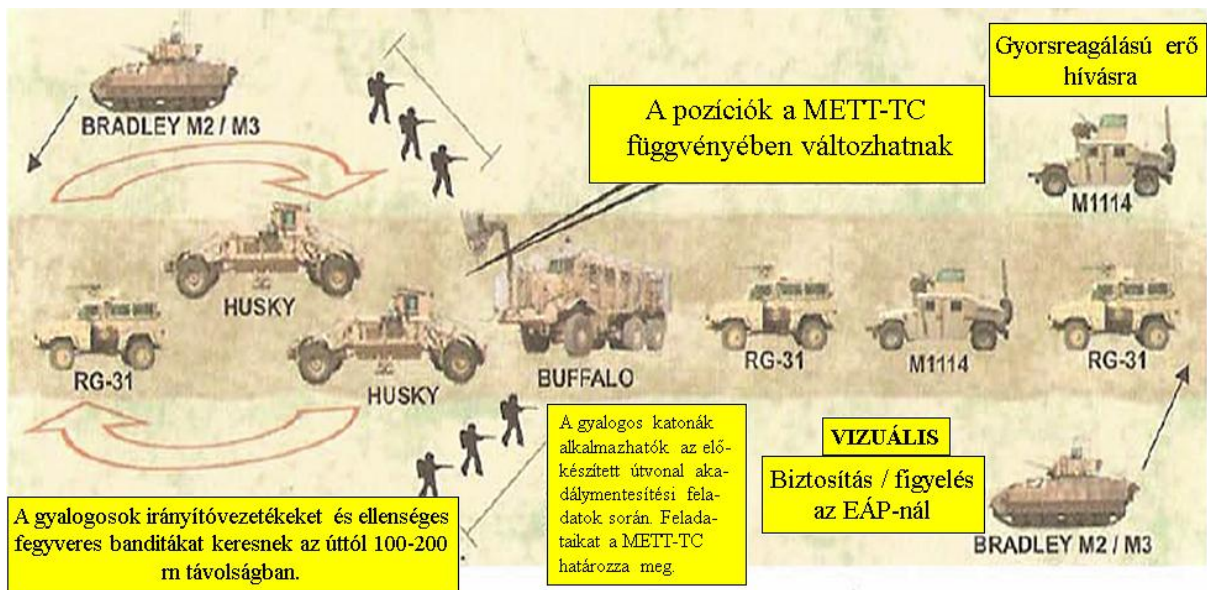 Gyorsreagálású erő
hívásra
BRADLEY M2 / M3
A pozíciók a METT-TC
függvényében változhatnak
M1114
HUSKY
RG-31
HUSKY
BUFFALO
RG-31
M1114
RG-31
A gyalogosok irányítóvezetékeket és ellenséges
fegyveres banditákat keresnek az úttól 100-200
m távolságban.
A gyalogos katonák
alkalmazhatók az elő-
készített útvonal aka-
dálymentesítési fela-
datok során. Felada-
taikat a METT-TC
határozza meg.
VIZUÁLIS
Biztosítás / figyelés
az EÁP-nál
BRADLEY M2 / M3